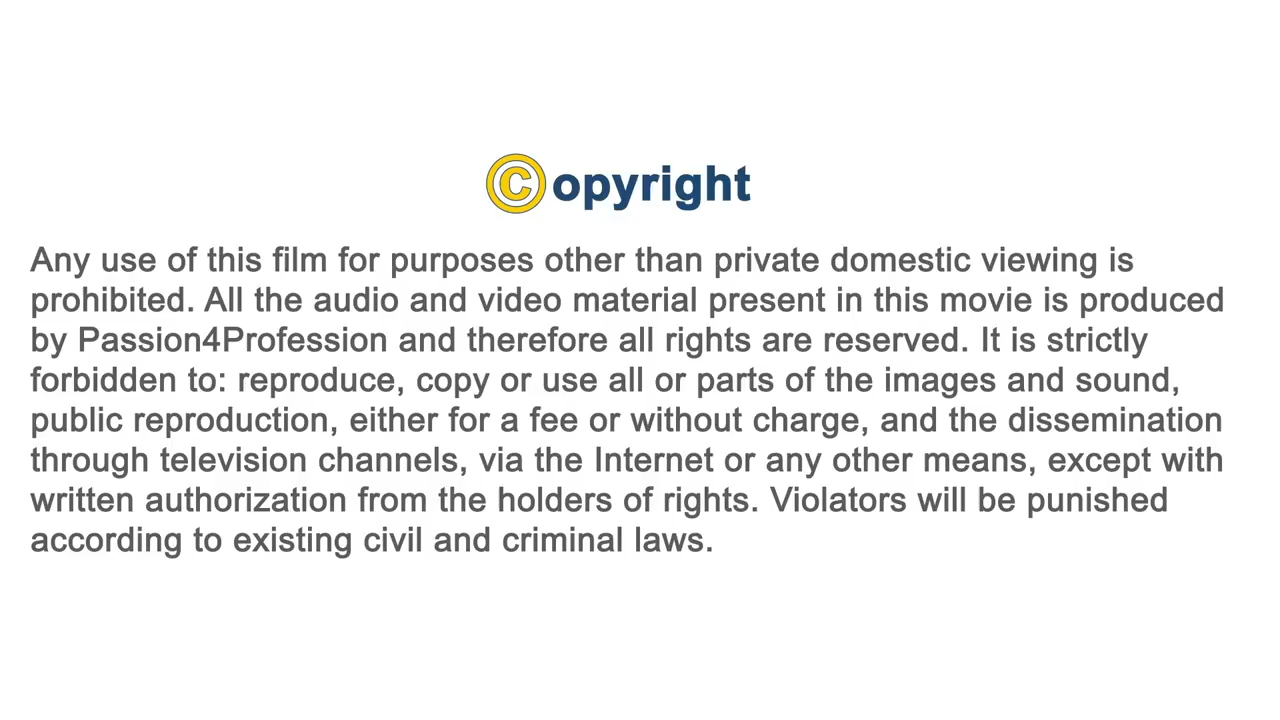 ©opyright
Any use of this film for purposes other than private domestic viewing is
prohibited. All the audio and video material present in this movie is produced
by Passion4Profession and therefore all rights are reserved. It is strictly
forbidden to: reproduce, copy or use all or parts of the images and sound,
public reproduction, either for a fee or without charge, and the dissemination
through television channels, via the Internet or any other means, except with
written authorization from the holders of rights. Violators will be punished
according to existing civil and criminal laws.